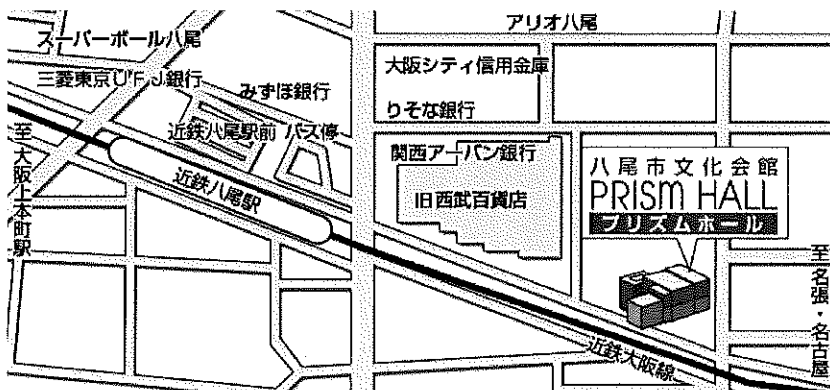 アリオ八尾
スーパーボール八尾
大阪シティ信用金庫
三菱東京UFJ銀行
みずほ銀行
りそな銀行
近鉄八尾駅前 バス停
関西アーバン銀行
旧西武百貨店
近鉄八尾駅
至大阪上本町駅
八尾市文化会館
PRISM HALL
プリズムホール
至名張・名古屋
近鉄大阪線